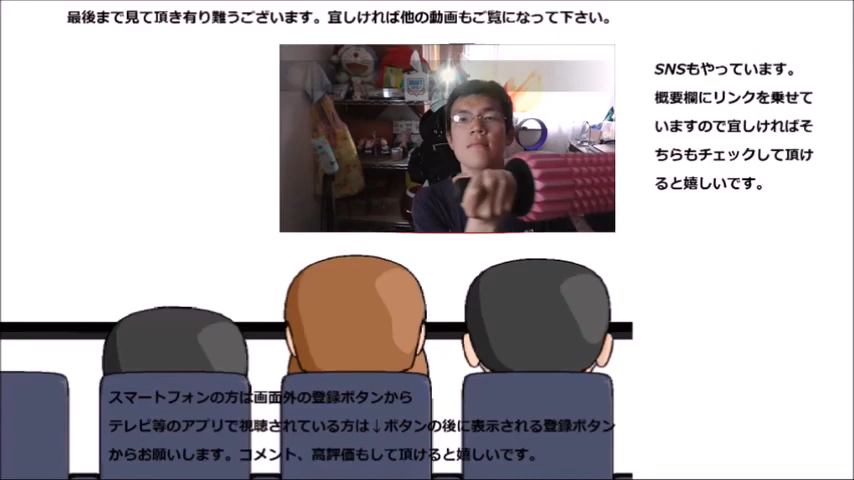 最後まで見て頂き有り難うございます。宜しければ他の動画もご覧になって下さい。
SNSもやっています。
概要欄にリンクを乗せて
いますので宜しければそ
ちらもチェックして頂け
ると嬉しいです。
スマートフォンの方は画面外の登録ボタンから
テレビ等のアプリで視聴されている方は↓ボタンの後に表示される登録ボタン
からお願いします。コメント、高評価もして頂けると嬉しいです。